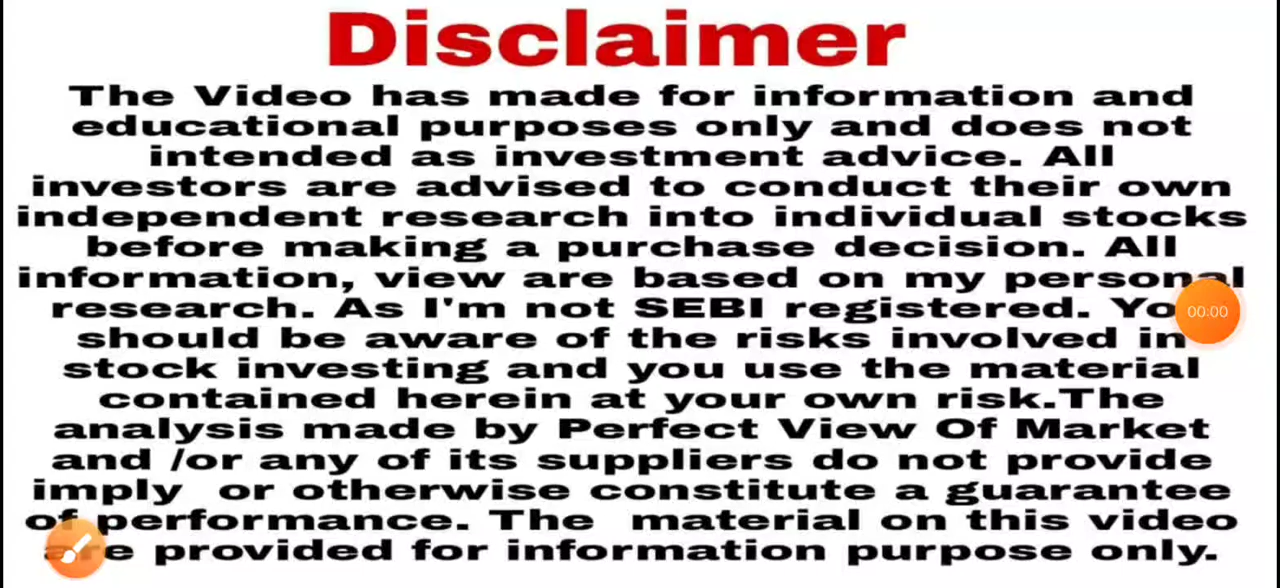 Disclaimer
The Video has made for information and
educational purposes only and does not
intended as investment advice. All
investors are advised to conduct their own
independent research into individual stocks
before making a purchase decision. All
information, view are based on my personal
research. As I'm not SEBI registered. You
00:00
should be aware of the risks involved in
stock investing and you use the material
contained herein at your own risk.The
analysis made by Perfect View Of Market
and /or any of its suppliers do not provide
imply or otherwise constitute a guarantee
of performance. The material on this video
are provided for information purpose only.